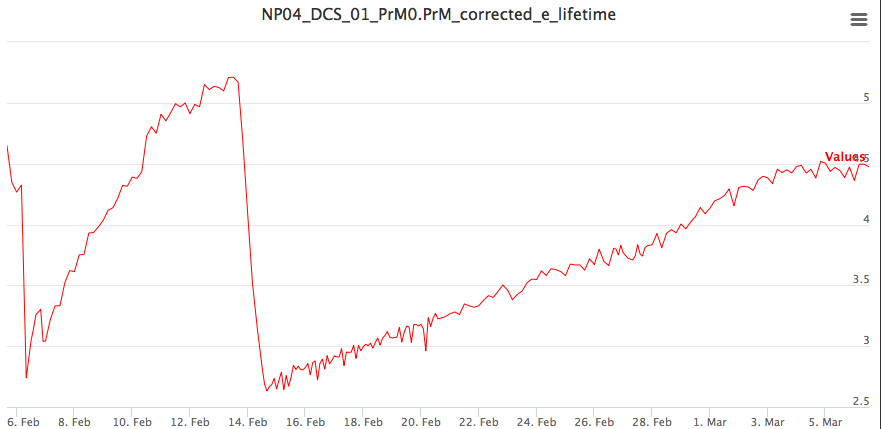 NP04_DCS_01_PrM0.PrM_corrected_e_lifetime
5
Values
4.5
4
3.5
3
2.5
6. Feb 8. Feb 10. Feb 12. Feb 14. Feb 16. Feb 18. Feb 20. Feb 22. Feb 24. Feb 26. Feb 28. Feb 1. Mar 3. Mar 5. Mar